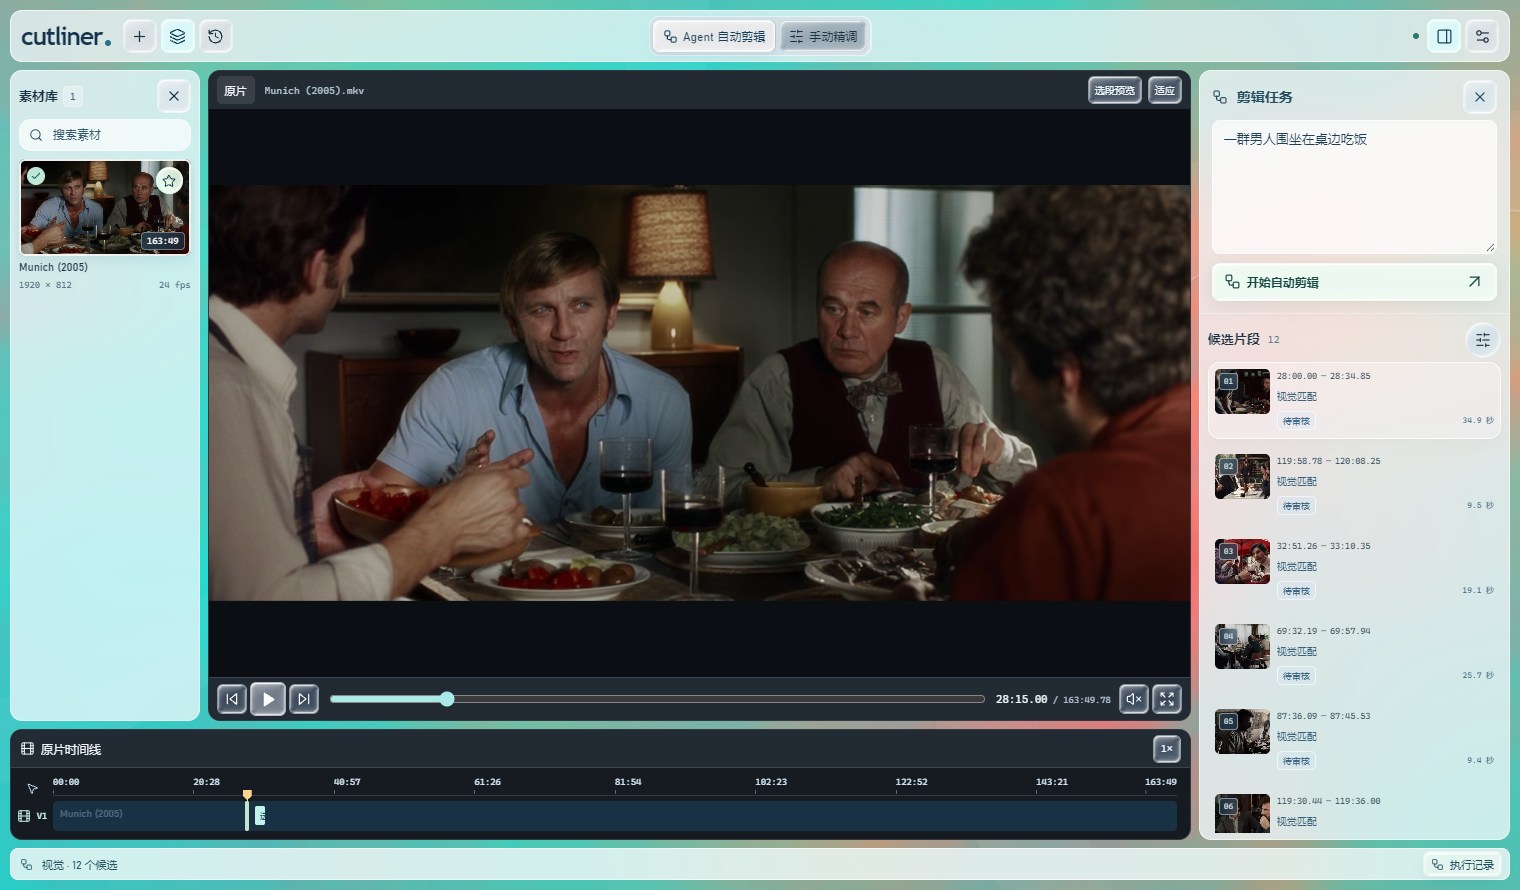 cutliner.
Agent 自动剪辑
手动精调
素材库 1
搜索素材
163:49
Munich (2005)
1920 × 812
24 fps
原片
Munich (2005).mkv
选段预览
适应
28:15.00 / 163:49.78
原片时间线
1×
00:00
20:28
40:57
61:26
81:54
102:23
122:52
143:21
163:49
V1
Munich (2005)
剪辑任务
一群男人围坐在桌边吃饭
开始自动剪辑
候选片段 12
01
28:00.00 – 28:34.85
视觉匹配
待审核
34.9 秒
02
119:58.78 – 120:08.25
视觉匹配
待审核
9.5 秒
03
32:51.26 – 33:10.35
视觉匹配
待审核
19.1 秒
04
69:32.19 – 69:57.94
视觉匹配
待审核
25.7 秒
05
87:36.09 – 87:45.53
视觉匹配
待审核
9.4 秒
06
119:30.44 – 119:36.00
视觉匹配
视觉 · 12 个候选
执行记录